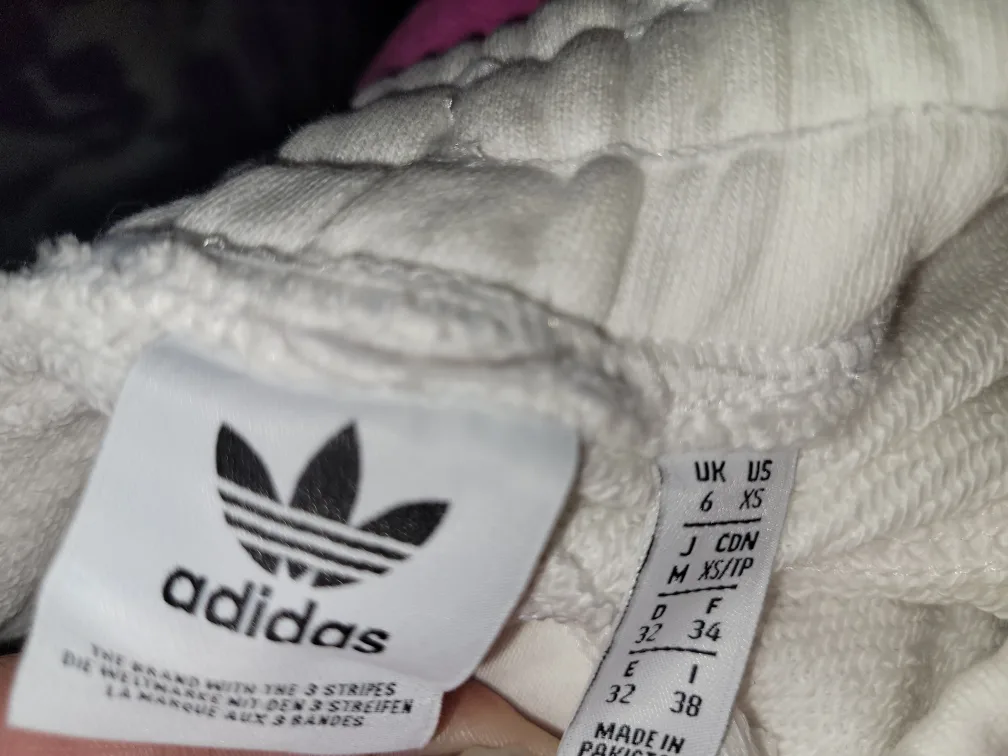 adidas
THE BRAND WITH THE 3 STRIPES
DIE WELTMARKE MIT DEN 3 STREIFEN
LA MARQUE AUX 3 BANDES
UK US
6 XS
J CDN
M XS/TP
D F
32 34
E I
32 38
MADE IN